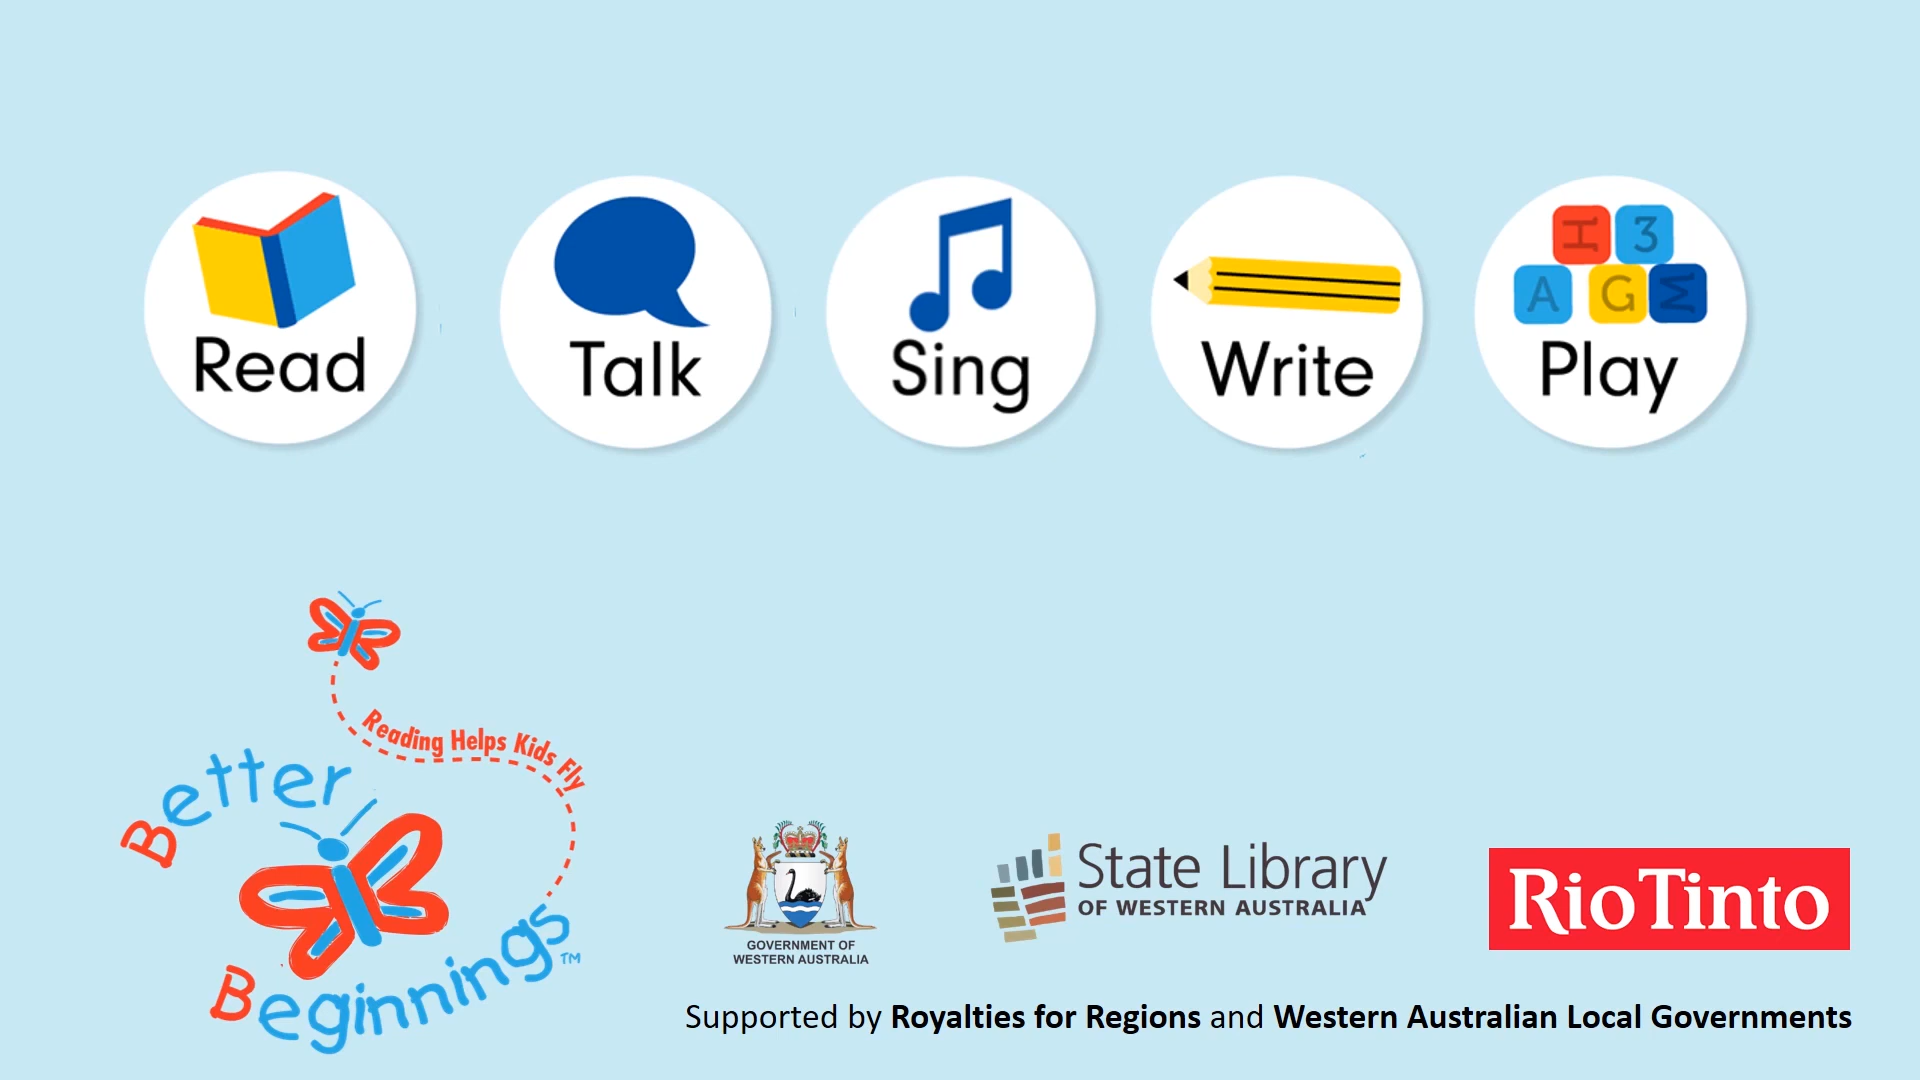 Read
Talk
Sing
Write
Play
H 3
A G M
Reading Helps Kids Fly
Better
Beginnings™
GOVERNMENT OF
WESTERN AUSTRALIA
State Library
OF WESTERN AUSTRALIA
RioTinto
Supported by Royalties for Regions and Western Australian Local Governments